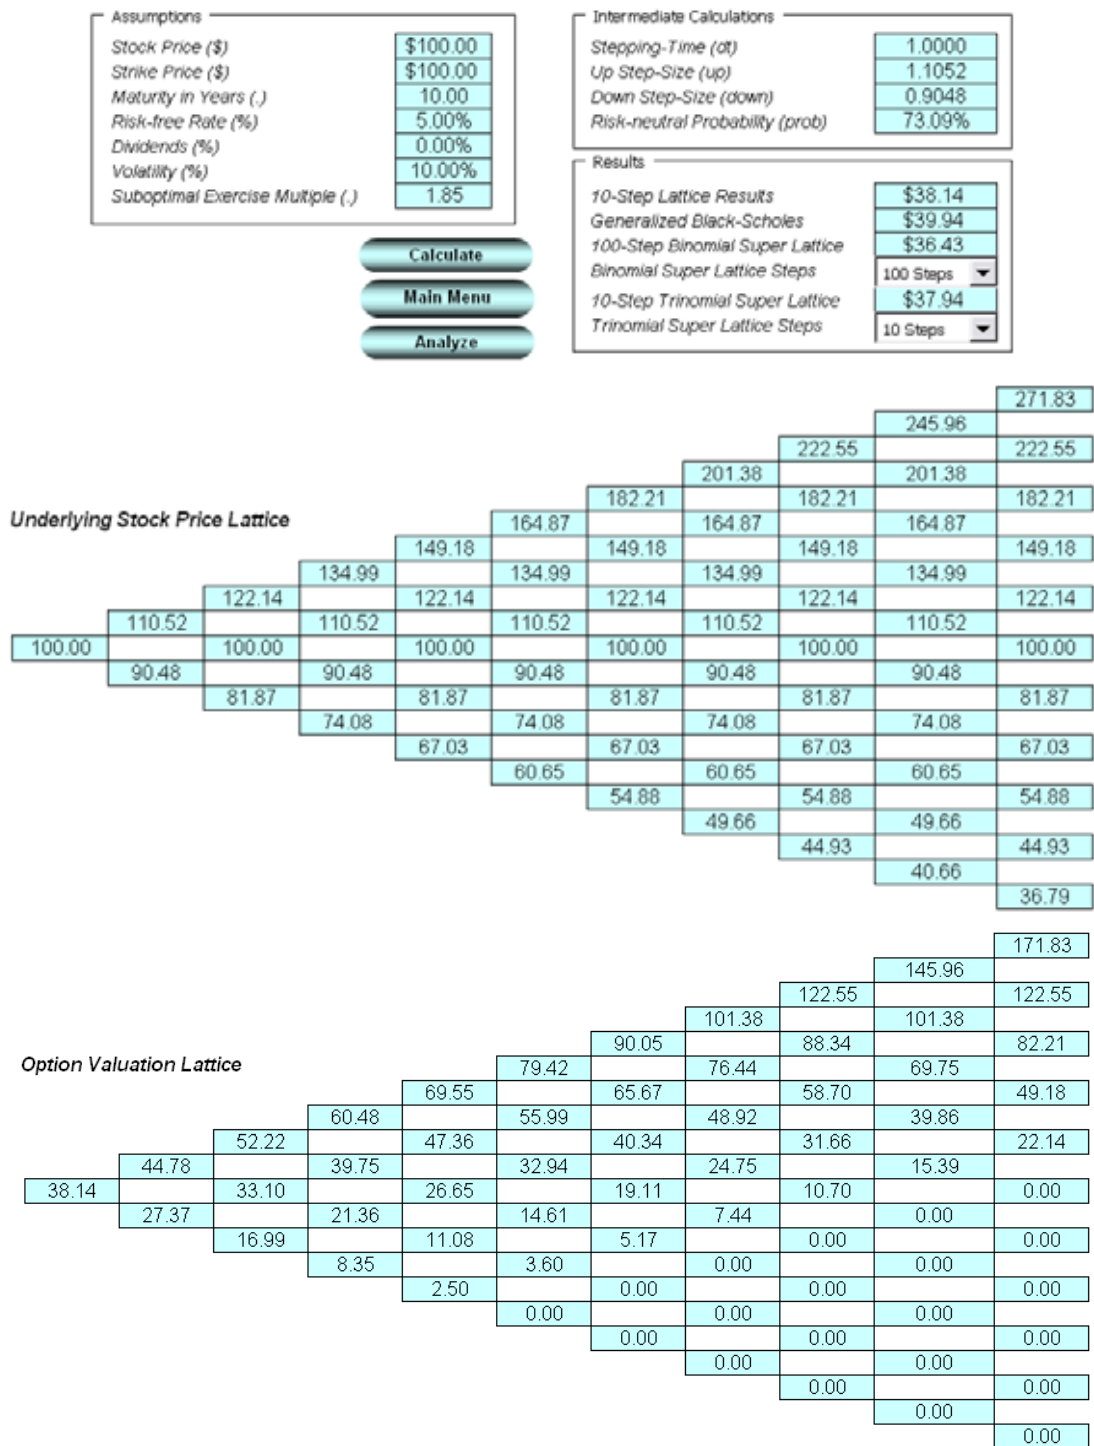 Assumptions
Stock Price ($) $100.00
Strike Price ($) $100.00
Maturity in Years (.) 10.00
Risk-free Rate (%) 5.00%
Dividends (%) 0.00%
Volatility (%) 10.00%
Suboptimal Exercise Multiple (.) 1.85
Calculate
Main Menu
Analyze
Intermediate Calculations
Stepping-Time (dt) 1.0000
Up Step-Size (up) 1.1052
Down Step-Size (down) 0.9048
Risk-neutral Probability (prob) 73.09%
Results
10-Step Lattice Results $38.14
Generalized Black-Scholes $39.94
100-Step Binomial Super Lattice $36.43
Binomial Super Lattice Steps 100 Steps
10-Step Trinomial Super Lattice $37.94
Trinomial Super Lattice Steps 10 Steps
271.83
245.96
222.55 222.55
201.38 201.38
182.21 182.21 182.21
Underlying Stock Price Lattice
164.87 164.87 164.87
149.18 149.18 149.18 149.18
134.99 134.99 134.99 134.99
122.14 122.14 122.14 122.14 122.14
110.52 110.52 110.52 110.52 110.52
100.00 100.00 100.00 100.00 100.00 100.00
90.48 90.48 90.48 90.48 90.48
81.87 81.87 81.87 81.87 81.87
74.08 74.08 74.08 74.08
67.03 67.03 67.03 67.03
60.65 60.65 60.65
54.88 54.88 54.88
49.66 49.66
44.93 44.93
40.66
36.79
171.83
145.96
122.55 122.55
101.38 101.38
90.05 88.34 82.21
Option Valuation Lattice
79.42 76.44 69.75
69.55 65.67 58.70 49.18
60.48 55.99 48.92 39.86
52.22 47.36 40.34 31.66 22.14
44.78 39.75 32.94 24.75 15.39
38.14 33.10 26.65 19.11 10.70 0.00
27.37 21.36 14.61 7.44 0.00
16.99 11.08 5.17 0.00 0.00
8.35 3.60 0.00 0.00
2.50 0.00 0.00 0.00
0.00 0.00 0.00
0.00 0.00 0.00
0.00 0.00
0.00 0.00
0.00
0.00